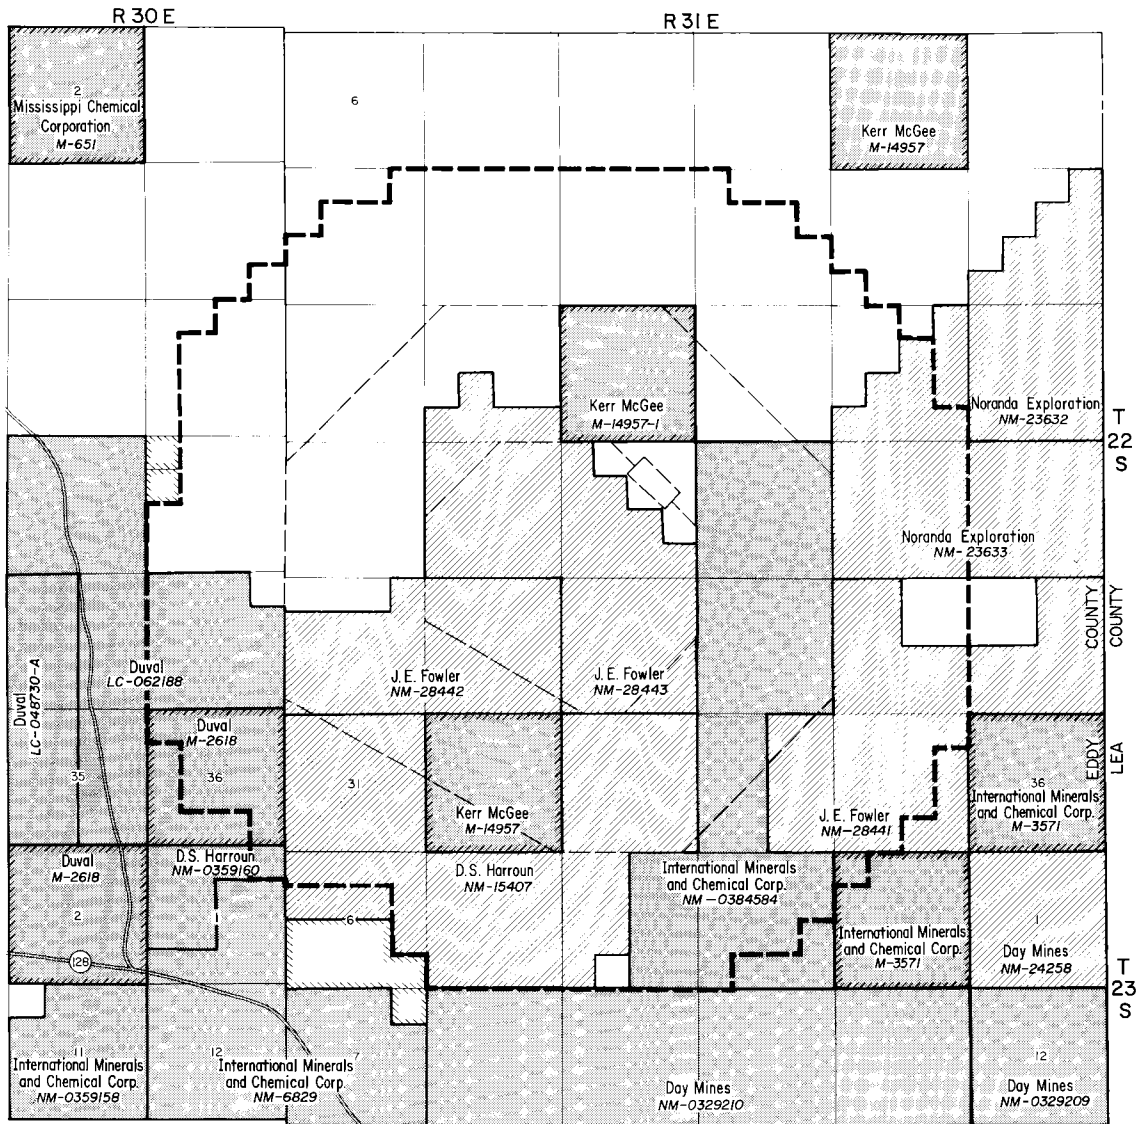 R 30 E
R 31 E
2
Mississippi Chemical
Corporation
M-651
6
Kerr McGee
M-14957
Kerr McGee
M-14957-1
Noranda Exploration
NM-23632
T
22
S
Noranda Exploration
NM-23633
COUNTY
COUNTY
EDDY
LEA
Duval
LC-048730-A
Duval
LC-062188
J.E. Fowler
NM-28442
J.E. Fowler
NM-28443
Duval
M-2618
35
36
31
Kerr McGee
M-14957
J.E. Fowler
NM-28441
36
International Minerals
and Chemical Corp.
M-3571
Duval
M-2618
2
D.S. Harroun
NM-0359160
D.S. Harroun
NM-15407
6
International Minerals
and Chemical Corp.
NM-0384584
International Minerals
and Chemical Corp.
M-3571
1
Day Mines
NM-24258
128
T
23
S
11
International Minerals
and Chemical Corp.
NM-0359158
12
7
International Minerals
and Chemical Corp.
NM-6829
Day Mines
NM-0329210
12
Day Mines
NM-0329209